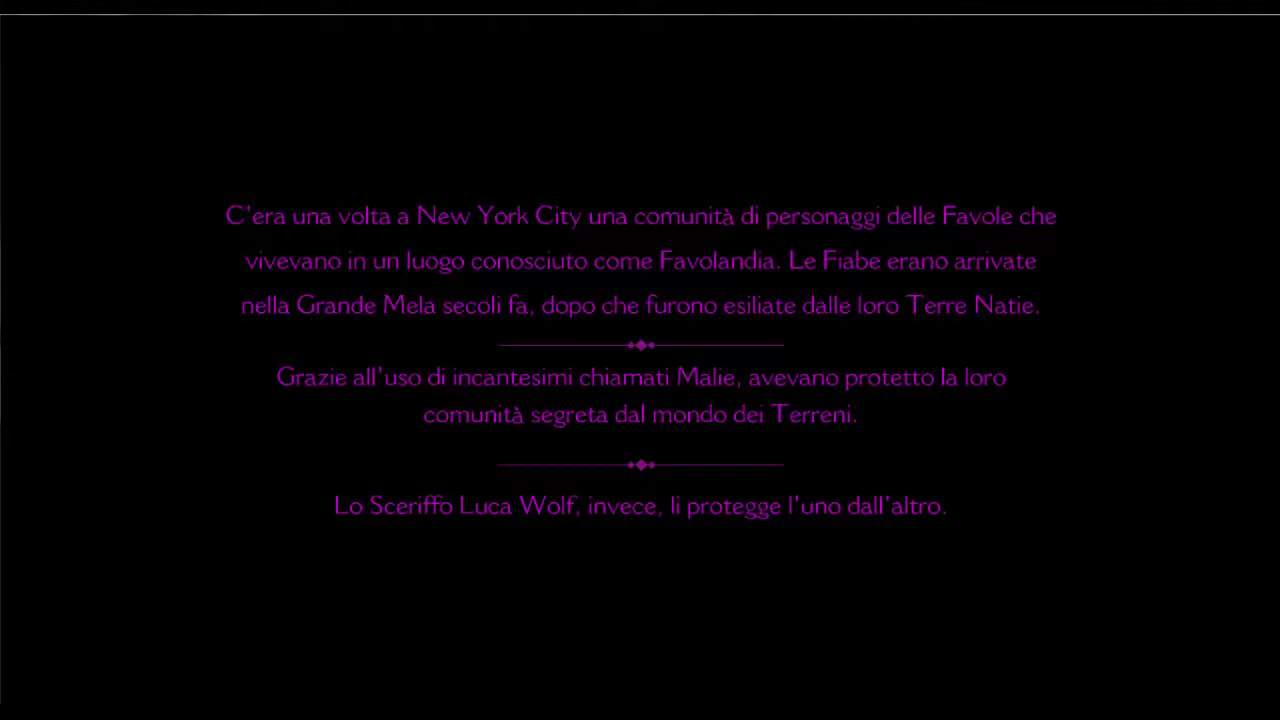 C'era una volta a New York City una comunità di personaggi delle Favole che
vivevano in un luogo conosciuto come Favolandia. Le Fiabe erano arrivate
nella Grande Mela secoli fa, dopo che furono esiliate dalle loro Terre Natie.
Grazie all'uso di incantesimi chiamati Malie, avevano protetto la loro
comunità segreta dal mondo dei Terreni.
Lo Sceriffo Luca Wolf, invece, li protegge l'uno dall'altro.